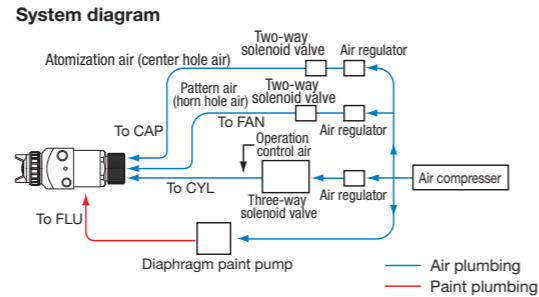 System diagram
Two-way
solenoid valve
Air regulator
Atomization air (center hole air)
Pattern air
(horn hole air)
Two-way
solenoid valve
To FAN
Air regulator
To CAP
Operation
control air
To CYL
Three-way
solenoid valve
Air regulator
Air compresser
To FLU
Diaphragm paint pump
Air plumbing
Paint plumbing